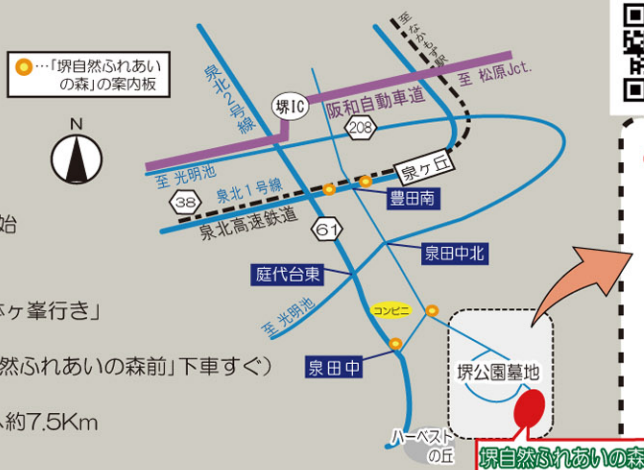 …「堺自然ふれあい
の森」の案内板
N
泉北2号線
堺IC
阪和自動車道
至 なかもず駅
至 松原Jct.
208
至 光明池
泉北1号線
泉ヶ丘
38
泉北高速鉄道
豊田南
61
泉田中北
庭代台東
至 光明池
コンビニ
泉田中
堺公園墓地
ハーベスト
の丘
堺自然ふれあいの森
始
ヶ峯行き」
然ふれあいの森前」下車すぐ)
約7.5Km